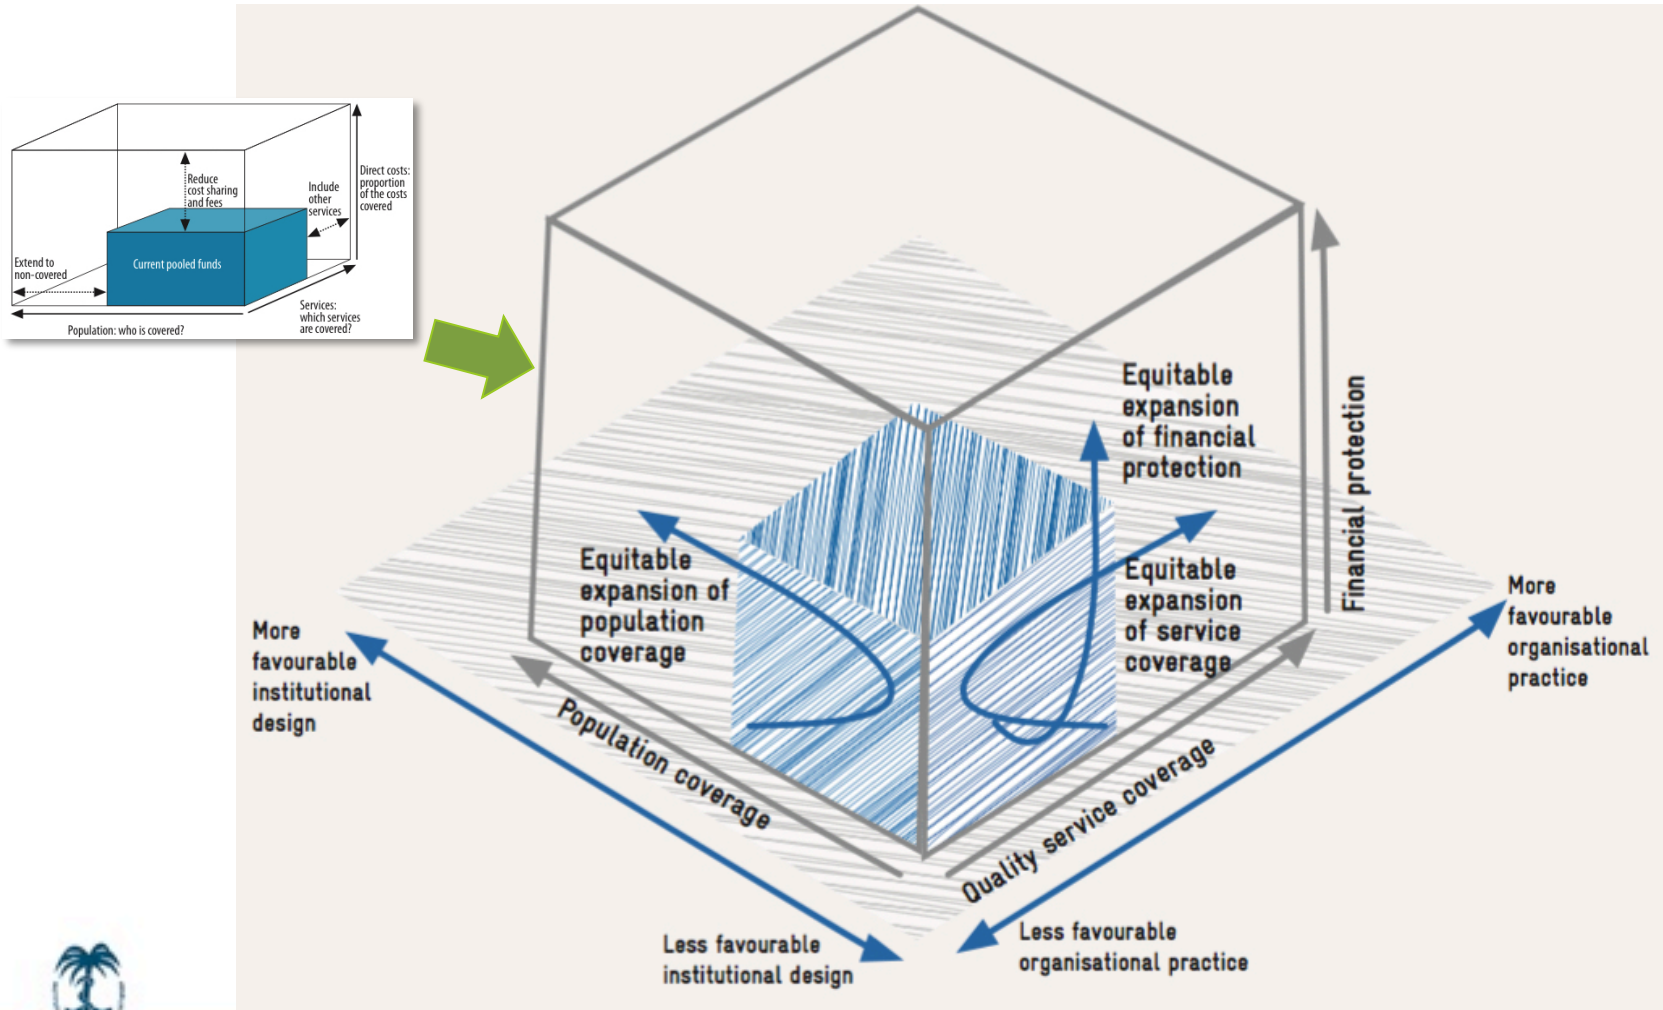 Reduce
cost sharing
and fees
Include
other
services
Direct costs:
proportion
of the costs
covered
Extend to
non-covered
Current pooled funds
Services:
which services
are covered?
Population: who is covered?
Equitable
expansion
of financial
protection
Financial protection
Equitable
expansion of
population
coverage
Equitable
expansion
of service
coverage
More
favourable
institutional
design
More
favourable
organisational
practice
Population coverage
Quality service coverage
Less favourable
institutional design
Less favourable
organisational practice